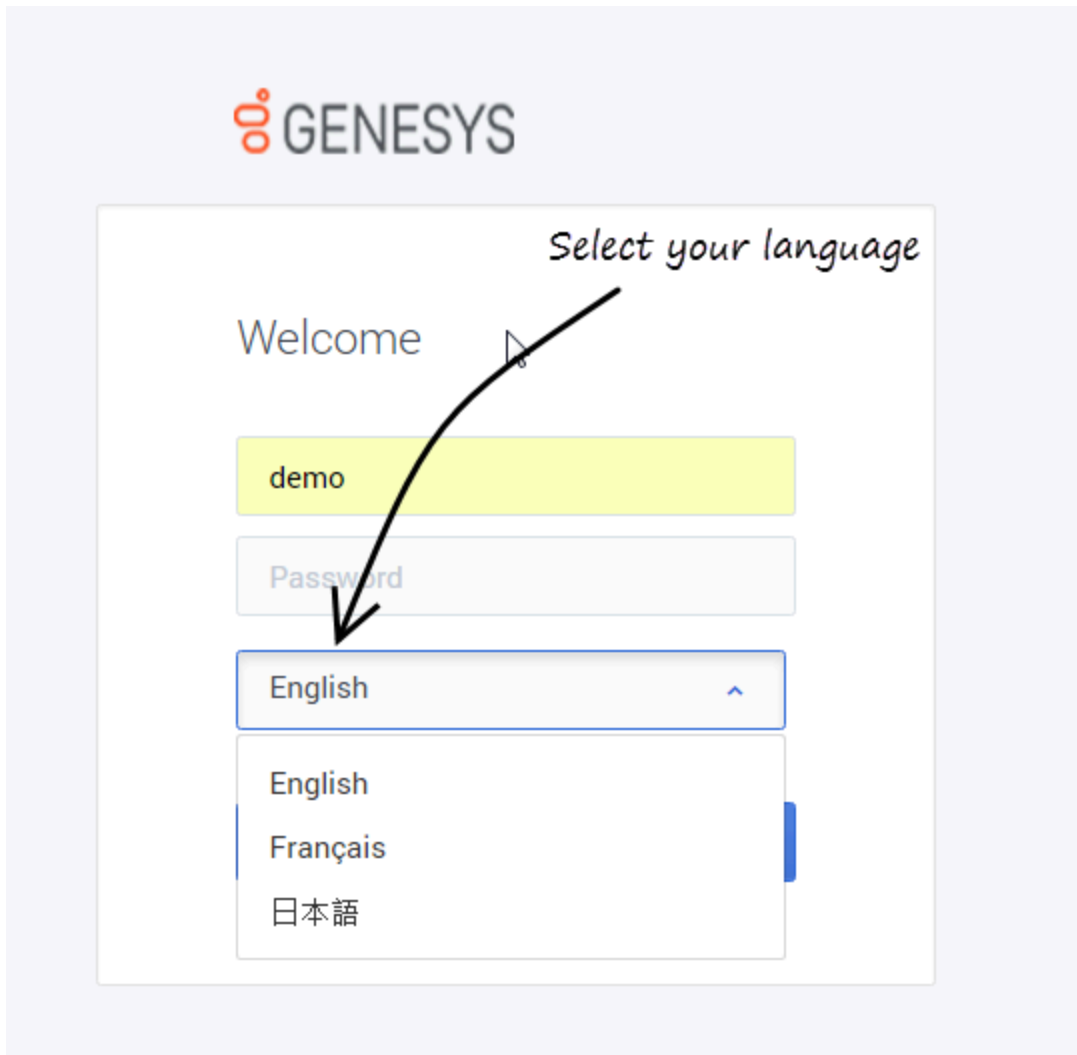 GENESYS
Select your language
Welcome
demo
Password
English
English
Français
日本語